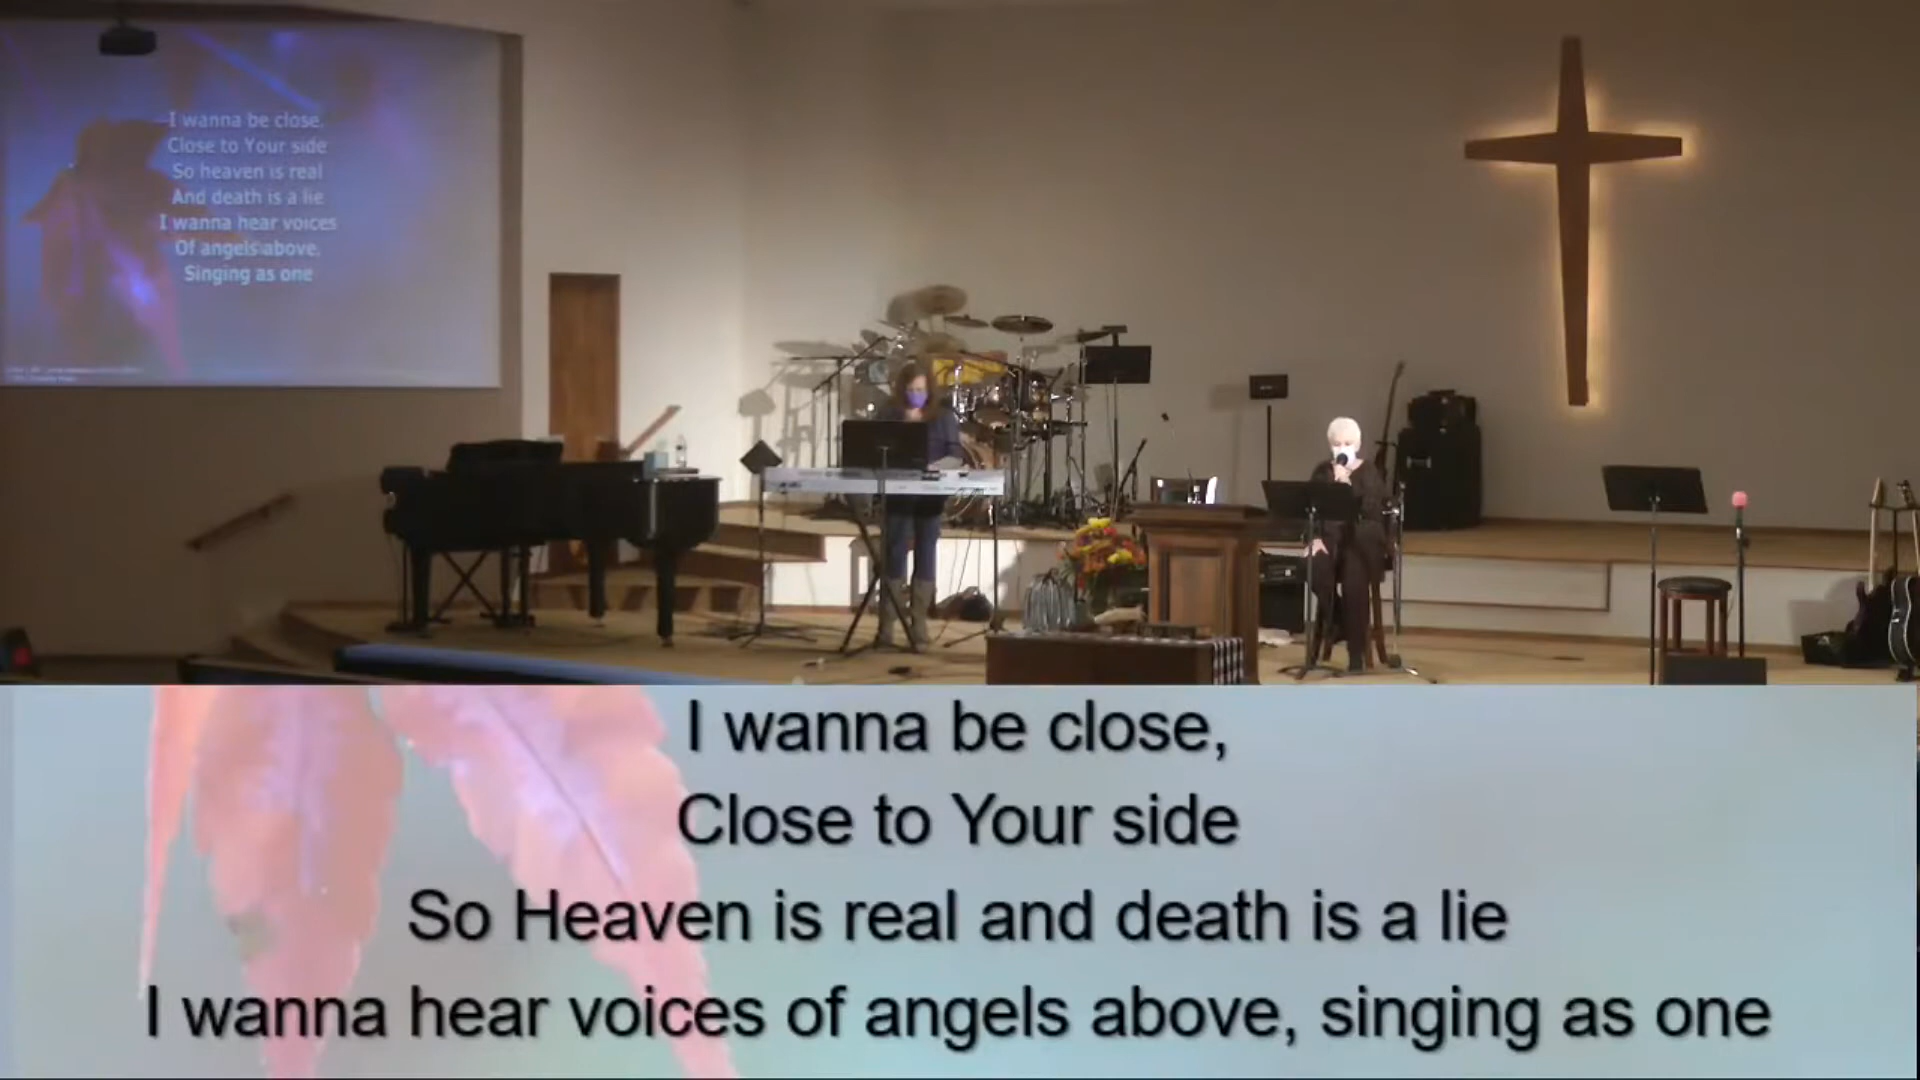 I wanna be close,
Close to Your side
So heaven is real
And death is a lie
I wanna hear voices
Of angels above,
Singing as one
I wanna be close,
Close to Your side
So Heaven is real and death is a lie
I wanna hear voices of angels above, singing as one